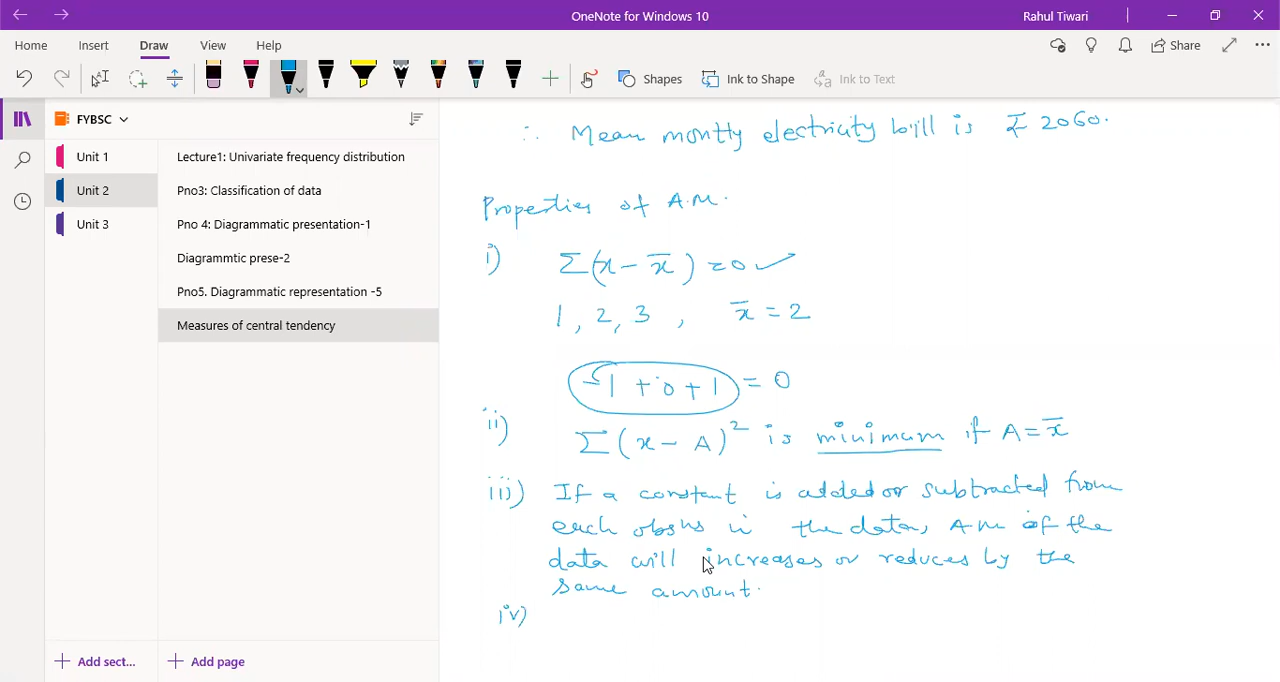 OneNote for Windows 10
Rahul Tiwari
Home Insert Draw View Help
Share
Shapes Ink to Shape Ink to Text
FYBSC
Unit 1
Unit 2
Unit 3
Lecture1: Univariate frequency distribution
Pno3: Classification of data
Pno 4: Diagrammatic presentation-1
Diagrammtic prese-2
Pno5. Diagrammatic representation -5
Measures of central tendency
Add sect...
Add page
∴ Mean montly electricity bill is ₹ 2060.
Properties of A.M.
i) Σ(x - x̄) = 0 ✓
1, 2, 3, x̄ = 2
-1 + 0 + 1 = 0
ii) Σ(x - A)² is minimum if A = x̄
iii) If a constant is added or subtracted from
each obsns in the data, AM of the
data will increases or reduces by the
same amount.
iv)